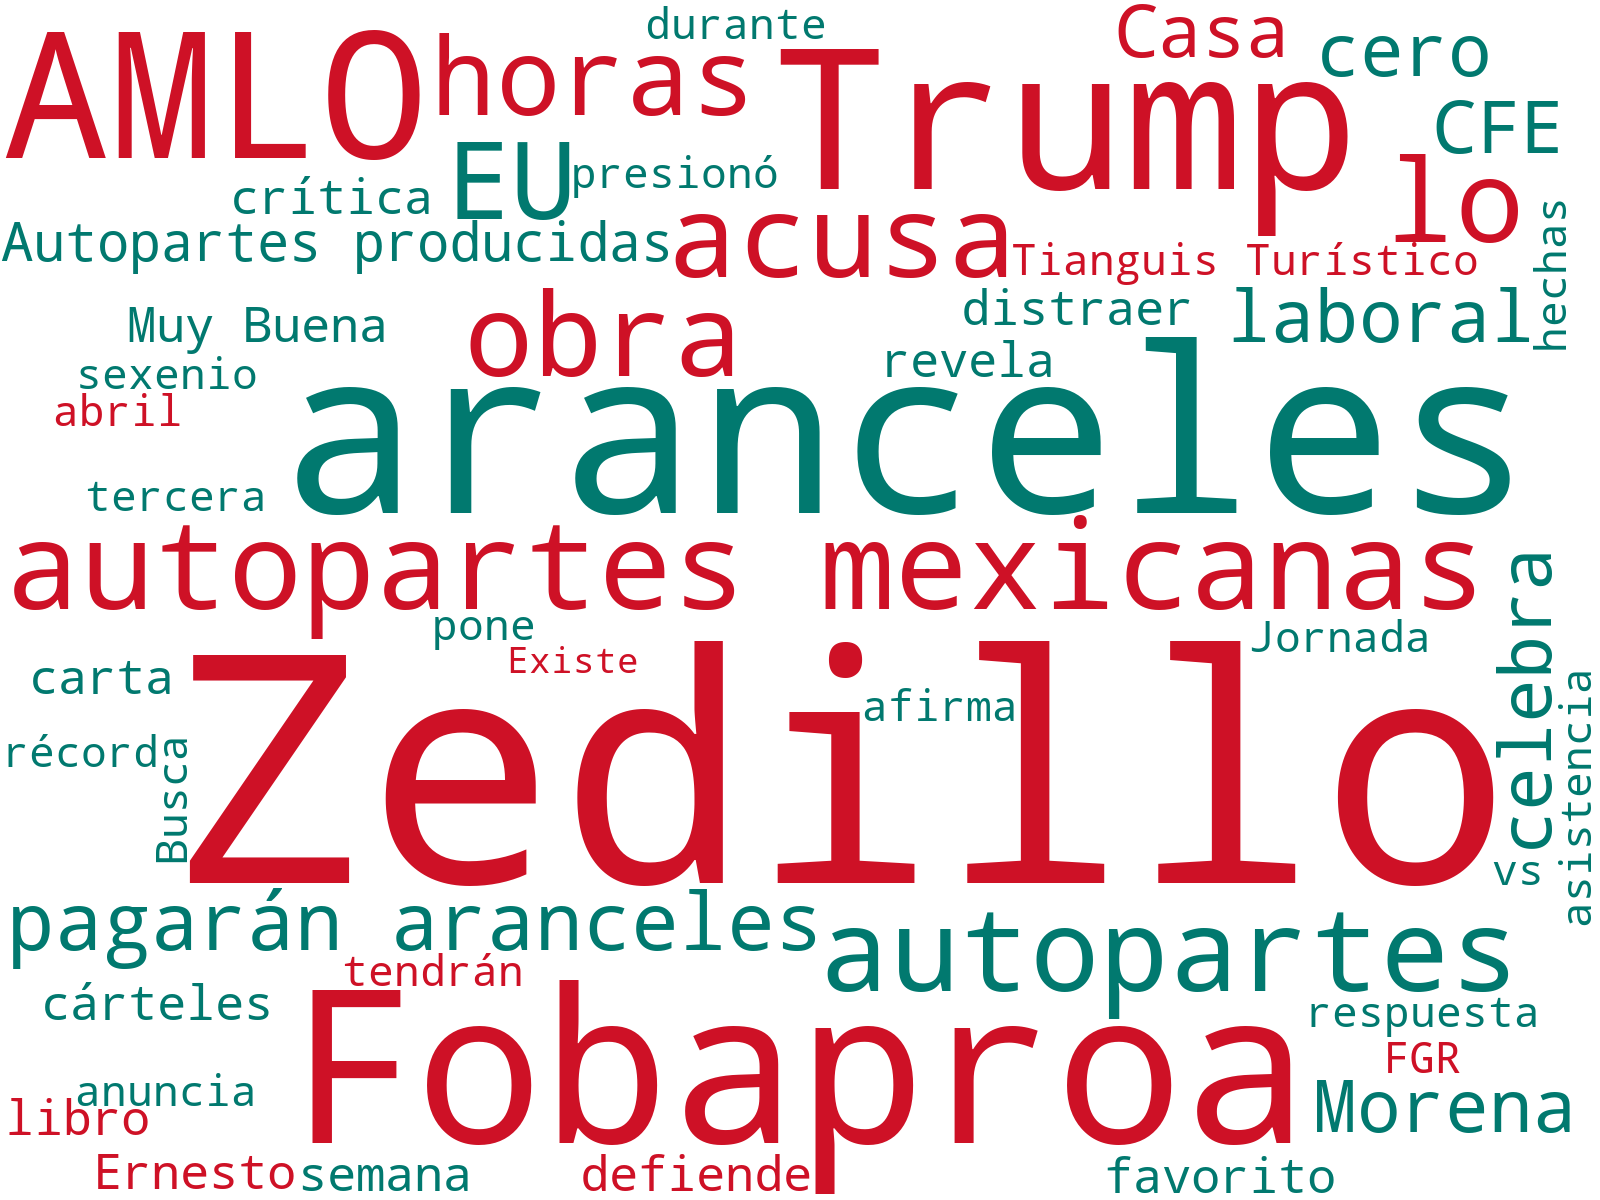 durante
Casa
AMLO
horas
Trump
cero
CFE
EU
presionó
crítica
lo
hechas
Autopartes producidas
acusa
Tianguis Turístico
Muy Buena
obra
distraer
laboral
sexenio
revela
abril
aranceles
tercera
autopartes mexicanas
celebra
pone
Jornada
Existe
carta
Zedillo
afirma
asistencia
récorda
Busca
vs
pagarán aranceles
autopartes
tendrán
cárteles
Fobaproa
respuesta
FGR
anuncia
libro
Morena
Ernesto
semana
defiende
favorito